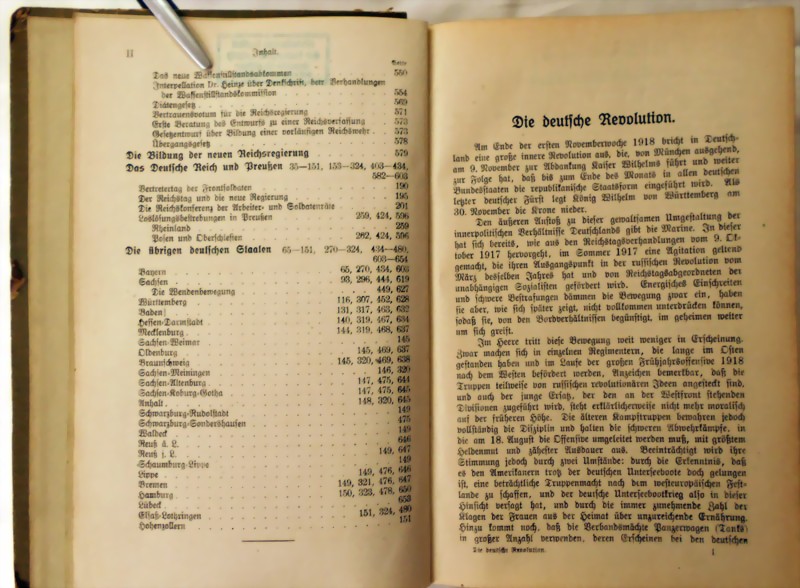 II
Inhalt.
Seite
Das neue Waffenstillstandsabkommen 550
Interpellation Dr. Heinze über Denkschrift, betr Verhandlungen
der Waffenstillstandskommission 554
Diätengesetz 569
Vertrauensvotum für die Reichsregierung 571
Erste Beratung des Entwurfs zu einer Reichsverfassung 573
Gesetzentwurf über Bildung einer vorläufigen Reichswehr 573
Übergangsgesetz 578
Die Bildung der neuen Reichsregierung 579
Das Deutsche Reich und Preußen 35—151, 153—324, 403—434,
582—603
Vertretertag der Frontsoldaten 190
Der Reichstag und die neue Regierung 195
Die Reichskonferenz der Arbeiter- und Soldatenräte 201
Loslösungsbestrebungen in Preußen 259, 424, 596
Rheinland 259
Posen und Oberschlesien 262, 424, 596
Die übrigen deutschen Staaten 65—151, 270—324, 434—480,
603—654
Bayern 65, 270, 434, 603
Sachsen 93, 296, 444, 619
Die Wendenbewegung 449, 627
Württemberg 116, 307, 452, 628
Baden 131, 317, 463, 632
Hessen-Darmstadt 140, 319, 467, 634
Mecklenburg 144, 319, 468, 637
Sachsen-Weimar 145
Oldenburg 145, 469, 637
Braunschweig 145, 320, 469, 638
Sachsen-Meiningen 146, 320
Sachsen-Altenburg 147, 475, 644
Sachsen-Koburg-Gotha 147, 475, 645
Anhalt 148, 320, 645
Schwarzburg-Rudolstadt 149
Schwarzburg-Sondershausen 475
Waldeck 149
Reuß ä. L. 646
Reuß j. L. 149, 647
Schaumburg-Lippe 149
Lippe 149, 476, 646
Bremen 149, 321, 476, 647
Hamburg 150, 323, 478, 650
Lübeck 653
Elsaß-Lothringen 151, 324, 480
Hohenzollern 151
Die deutsche Revolution.
Am Ende der ersten Novemberwoche 1918 bricht in Deutsch-
land eine große innere Revolution aus, die, von München ausgehend,
am 9. November zur Abdankung Kaiser Wilhelms führt und weiter
zur Folge hat, daß bis zum Ende des Monats in allen deutschen
Bundesstaaten die republikanische Staatsform eingeführt wird. Als
letzter deutscher Fürst legt König Wilhelm von Württemberg am
30. November die Krone nieder.
Den äußeren Anstoß zu dieser gewaltsamen Umgestaltung der
innerpolitischen Verhältnisse Deutschlands gibt die Marine. In dieser
hat sich bereits, wie aus den Reichstagsverhandlungen vom 9. Ok-
tober 1917 hervorgeht, im Sommer 1917 eine Agitation geltend
gemacht, die ihren Ausgangspunkt in der russischen Revolution vom
März desselben Jahres hat und von Reichstagsabgeordneten des
unabhängigen Sozialisten gefördert wird. Energisches Einschreiten
und schwere Bestrafungen dämmen die Bewegung zwar ein, haben
sie aber, wie sich später zeigt, nicht vollkommen unterdrücken können,
sodaß sie, von den Bordverhältnissen begünstigt, im geheimen weiter
um sich greift.
Im Heere tritt diese Bewegung weit weniger in Erscheinung.
Zwar machen sich in einzelnen Regimentern, die lange im Osten
gestanden haben und im Laufe der großen Frühjahrsoffensive 1918
nach dem Westen befördert werden, Anzeichen bemerkbar, daß die
Truppen teilweise von russischen revolutionären Ideen angesteckt sind,
und auch der junge Ersatz, der den an der Westfront stehenden
Divisionen zugeführt wird, steht erklärlicherweise nicht mehr moralisch
auf der früheren Höhe. Die älteren Kampftruppen bewahren jedoch
vollständig die Disziplin und halten die schweren Abwehrkämpfe, in
die am 18. August die Offensive umgeleitet werden muß, mit größtem
Heldenmut und zähester Ausdauer aus. Beeinträchtigt wird ihre
Stimmung jedoch durch zwei Umstände: durch die Erkenntnis, daß
es den Amerikanern trotz der deutschen Unterseeboote doch gelungen
ist, eine beträchtliche Truppenmacht nach dem westeuropäischen Fest-
lande zu schaffen, und der deutsche Unterseebootkrieg also in dieser
Hinsicht versagt hat, und durch die immer zunehmende Zahl der
Klagen der Frauen aus der Heimat über unzureichende Ernährung.
Hinzu kommt noch, daß die Verbandsmächte Panzerwagen (Tanks)
in großer Anzahl verwenden, deren Erscheinen bei den deutschen
Die deutsche Revolution.
1